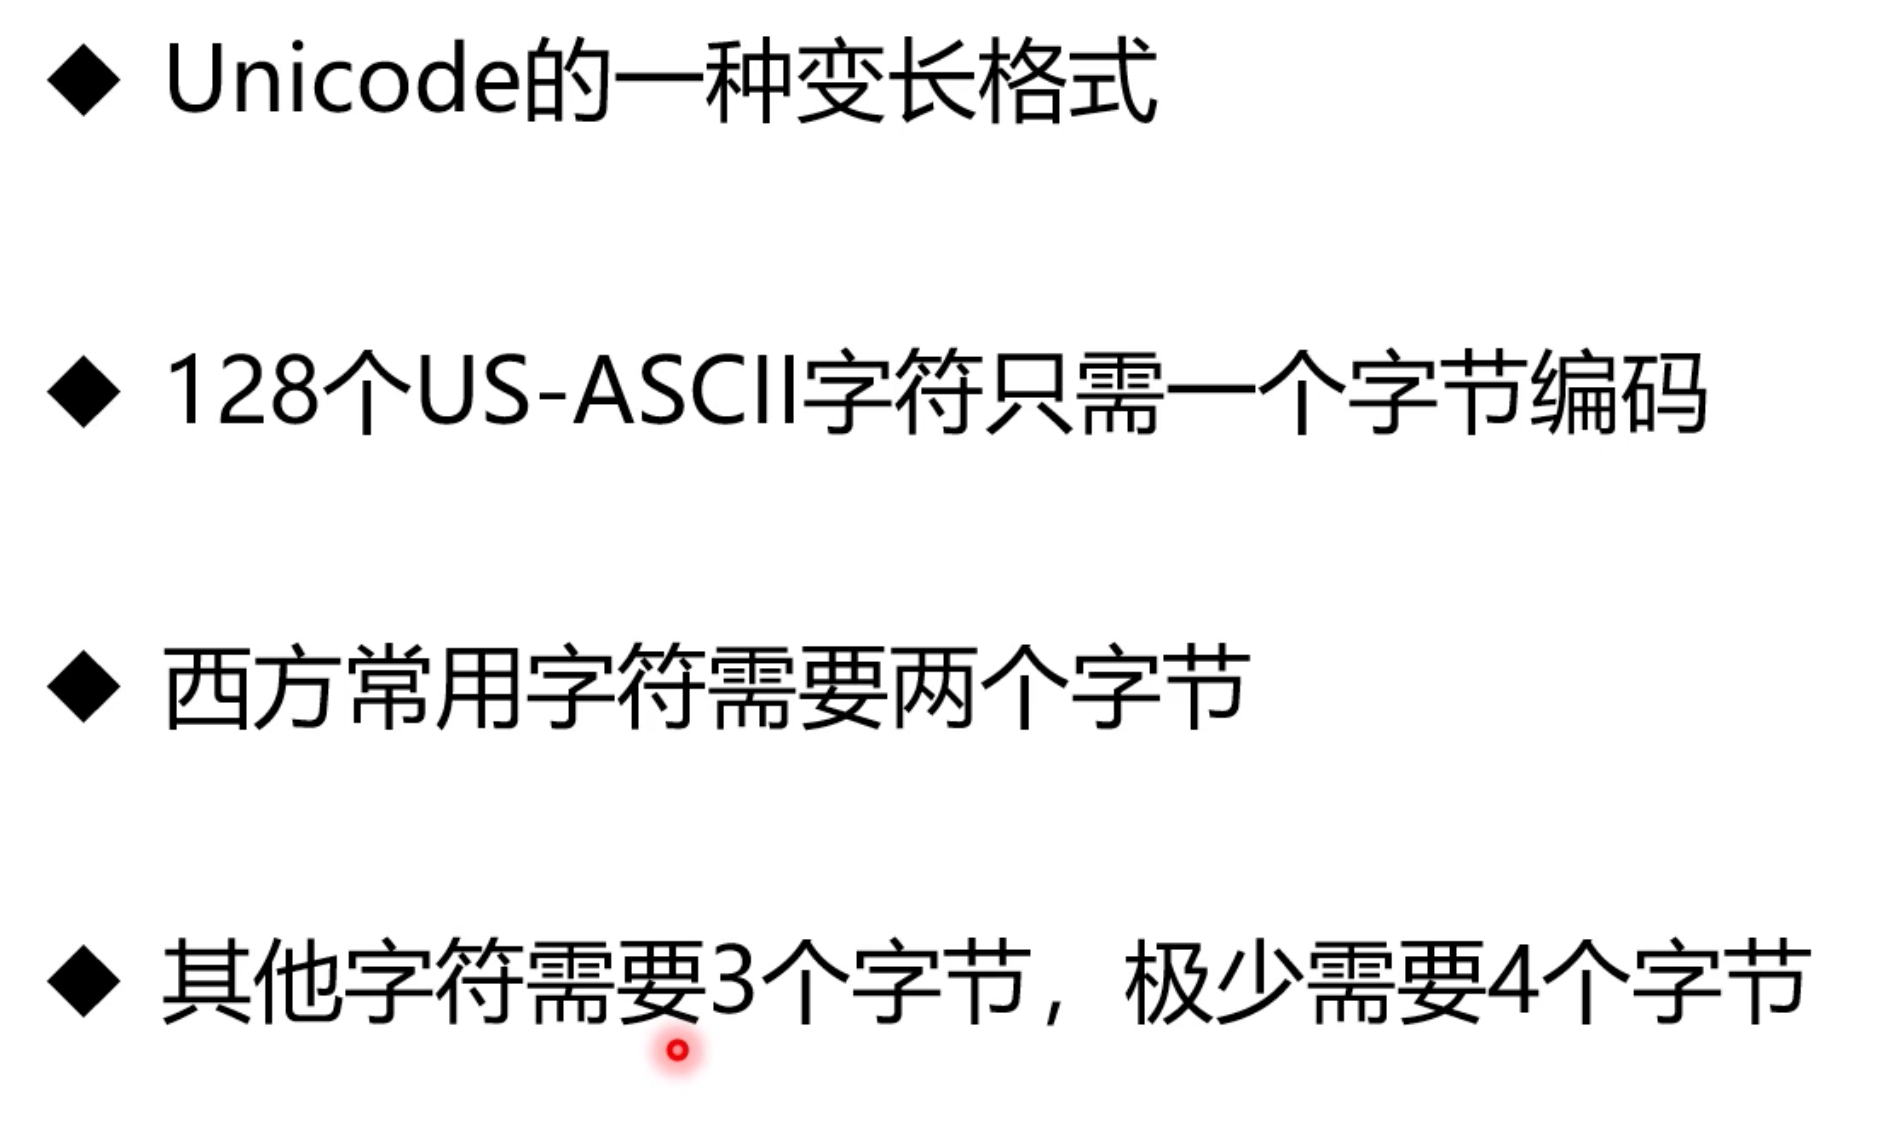 ◆ Unicode的一种变长格式
◆ 128个US-ASCII字符只需一个字节编码
◆ 西方常用字符需要两个字节
◆ 其他字符需要3个字节，极少需要4个字节